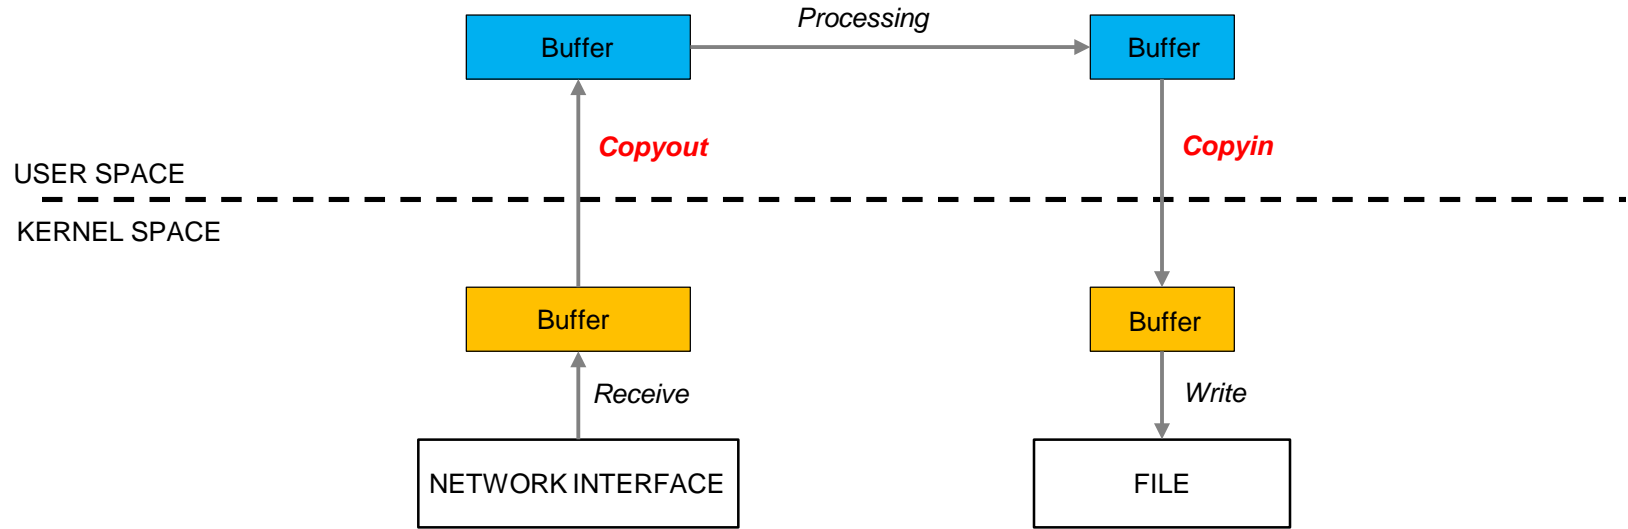 Processing
Buffer
Buffer
Copyout
Copyin
USER SPACE
KERNEL SPACE
Buffer
Buffer
Receive
Write
NETWORK INTERFACE
FILE